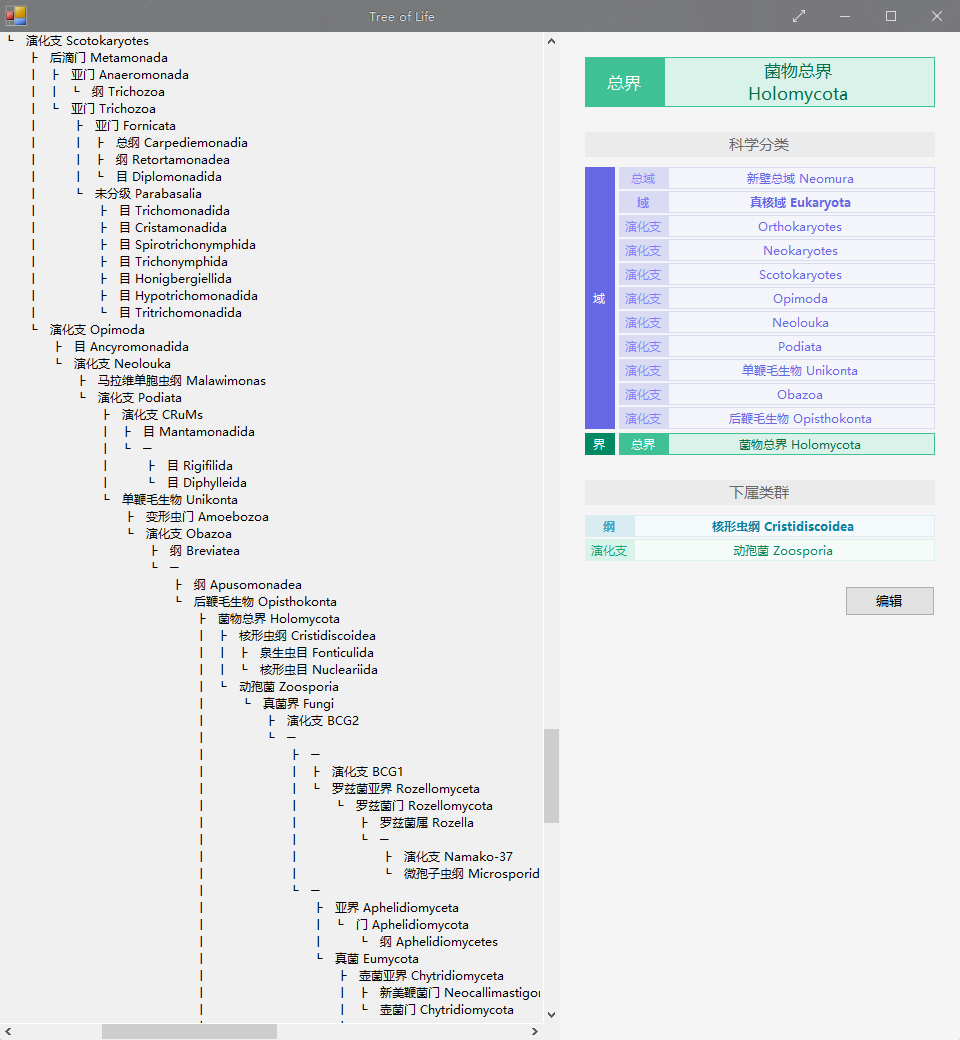 Tree of Life
演化支 Scotokaryotes
后滴门 Metamonada
亚门 Anaeromonada
纲 Trichozoa
亚门 Trichozoa
亚门 Fornicata
总纲 Carpediemonadia
纲 Retortamonadea
目 Diplomonadida
未分级 Parabasalia
目 Trichomonadida
目 Cristamonadida
目 Spirotrichonymphida
目 Trichonymphida
目 Honigbergiellida
目 Hypotrichomonadida
目 Tritrichomonadida
演化支 Opimoda
目 Ancyromonadida
演化支 Neolouka
马拉维单胞虫纲 Malawimonas
演化支 Podiata
演化支 CRuMs
目 Mantamonadida
—
目 Rigifilida
目 Diphylleida
单鞭毛生物 Unikonta
变形虫门 Amoebozoa
演化支 Obazoa
纲 Breviatea
—
纲 Apusomonadea
后鞭毛生物 Opisthokonta
菌物总界 Holomycota
核形虫纲 Cristidiscoidea
泉生虫目 Fonticulida
核形虫目 Nucleariida
动孢菌 Zoosporia
真菌界 Fungi
演化支 BCG2
—
—
演化支 BCG1
罗兹菌亚界 Rozellomyceta
罗兹菌门 Rozellomycota
罗兹菌属 Rozella
—
演化支 Namako-37
微孢子虫纲 Microsporid
—
亚界 Aphelidiomyceta
门 Aphelidiomycota
纲 Aphelidiomycetes
真菌 Eumycota
壶菌亚界 Chytridiomyceta
新美鞭菌门 Neocallimastigo
壶菌门 Chytridiomycota
总界
菌物总界
Holomycota
科学分类
域
总域 新壁总域 Neomura
域 真核域 Eukaryota
演化支 Orthokaryotes
演化支 Neokaryotes
演化支 Scotokaryotes
演化支 Opimoda
演化支 Neolouka
演化支 Podiata
演化支 单鞭毛生物 Unikonta
演化支 Obazoa
演化支 后鞭毛生物 Opisthokonta
界 总界 菌物总界 Holomycota
下属类群
纲 核形虫纲 Cristidiscoidea
演化支 动孢菌 Zoosporia
编辑